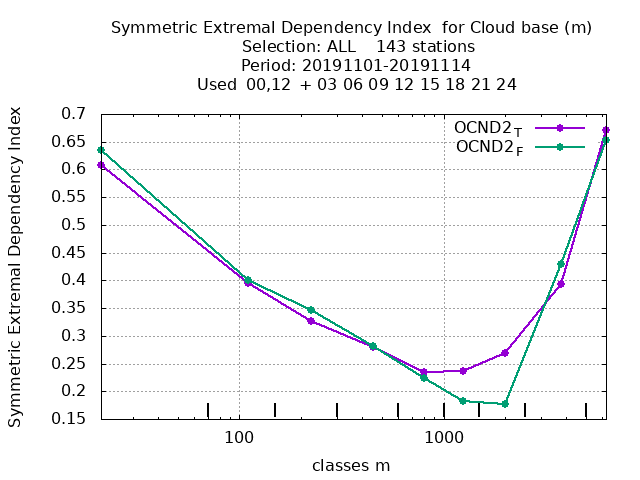 Symmetric Extremal Dependency Index  for Cloud base (m)
Selection: ALL    143 stations
Period: 20191101-20191114
Used  00,12  + 03 06 09 12 15 18 21 24
Symmetric Extremal Dependency Index
0.7
0.65
0.6
0.55
0.5
0.45
0.4
0.35
0.3
0.25
0.2
0.15
OCND2T
OCND2F
100
1000
classes m